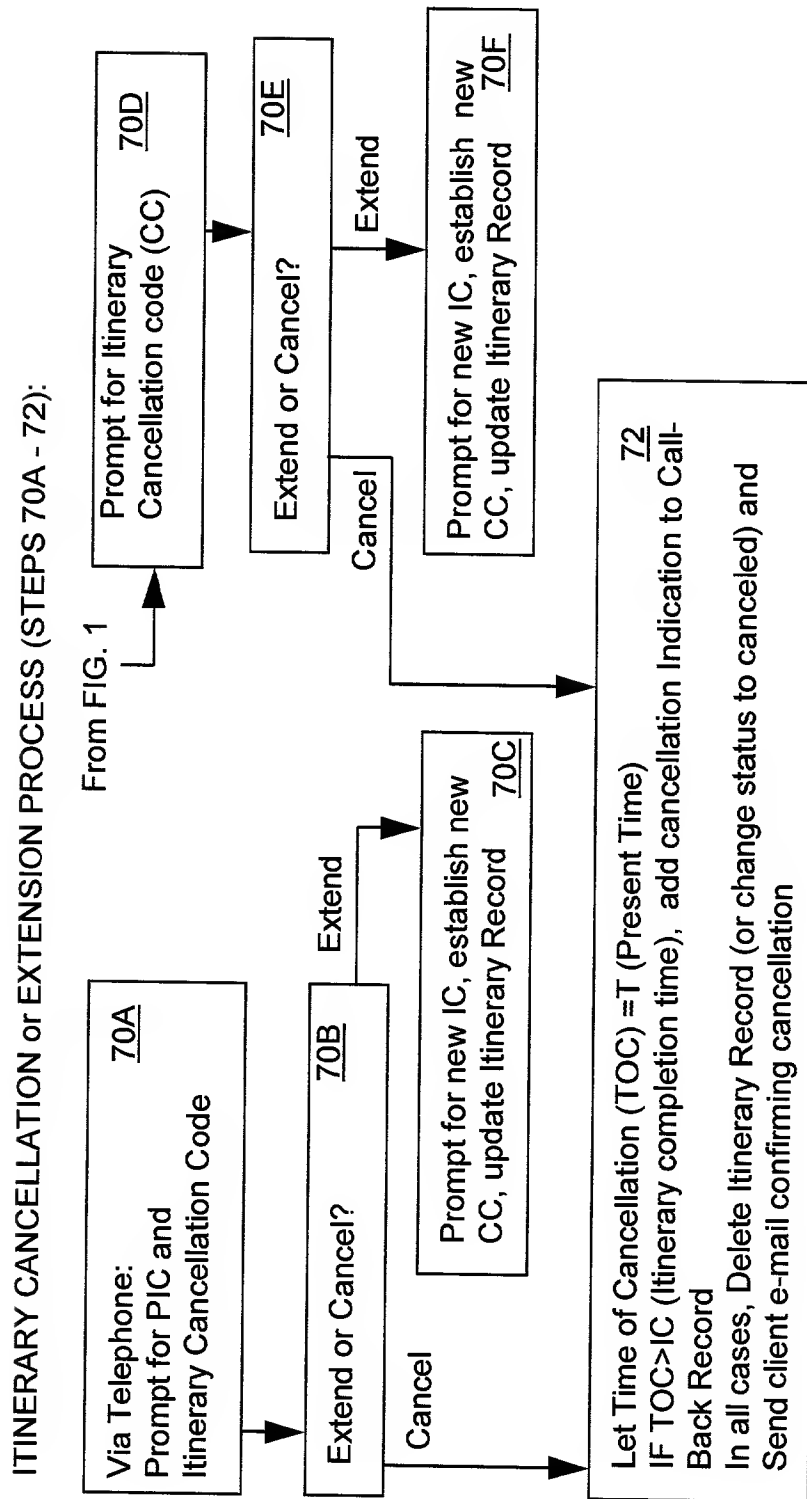 ITINERARY CANCELLATION or EXTENSION PROCESS (STEPS 70A - 72):
From FIG. 1
Via Telephone:
Prompt for PIC and
Itinerary Cancellation Code
70A
Extend or Cancel?
70B
Extend
Cancel
Prompt for new IC, establish new
CC, update Itinerary Record
70C
Prompt for Itinerary
Cancellation code (CC)
70D
Extend or Cancel?
70E
Extend
Cancel
Prompt for new IC, establish new
CC, update Itinerary Record
70F
Let Time of Cancellation (TOC) =T (Present Time)
72
IF TOC>IC (Itinerary completion time), add cancellation Indication to Call-
Back Record
In all cases, Delete Itinerary Record (or change status to canceled) and
Send client e-mail confirming cancellation